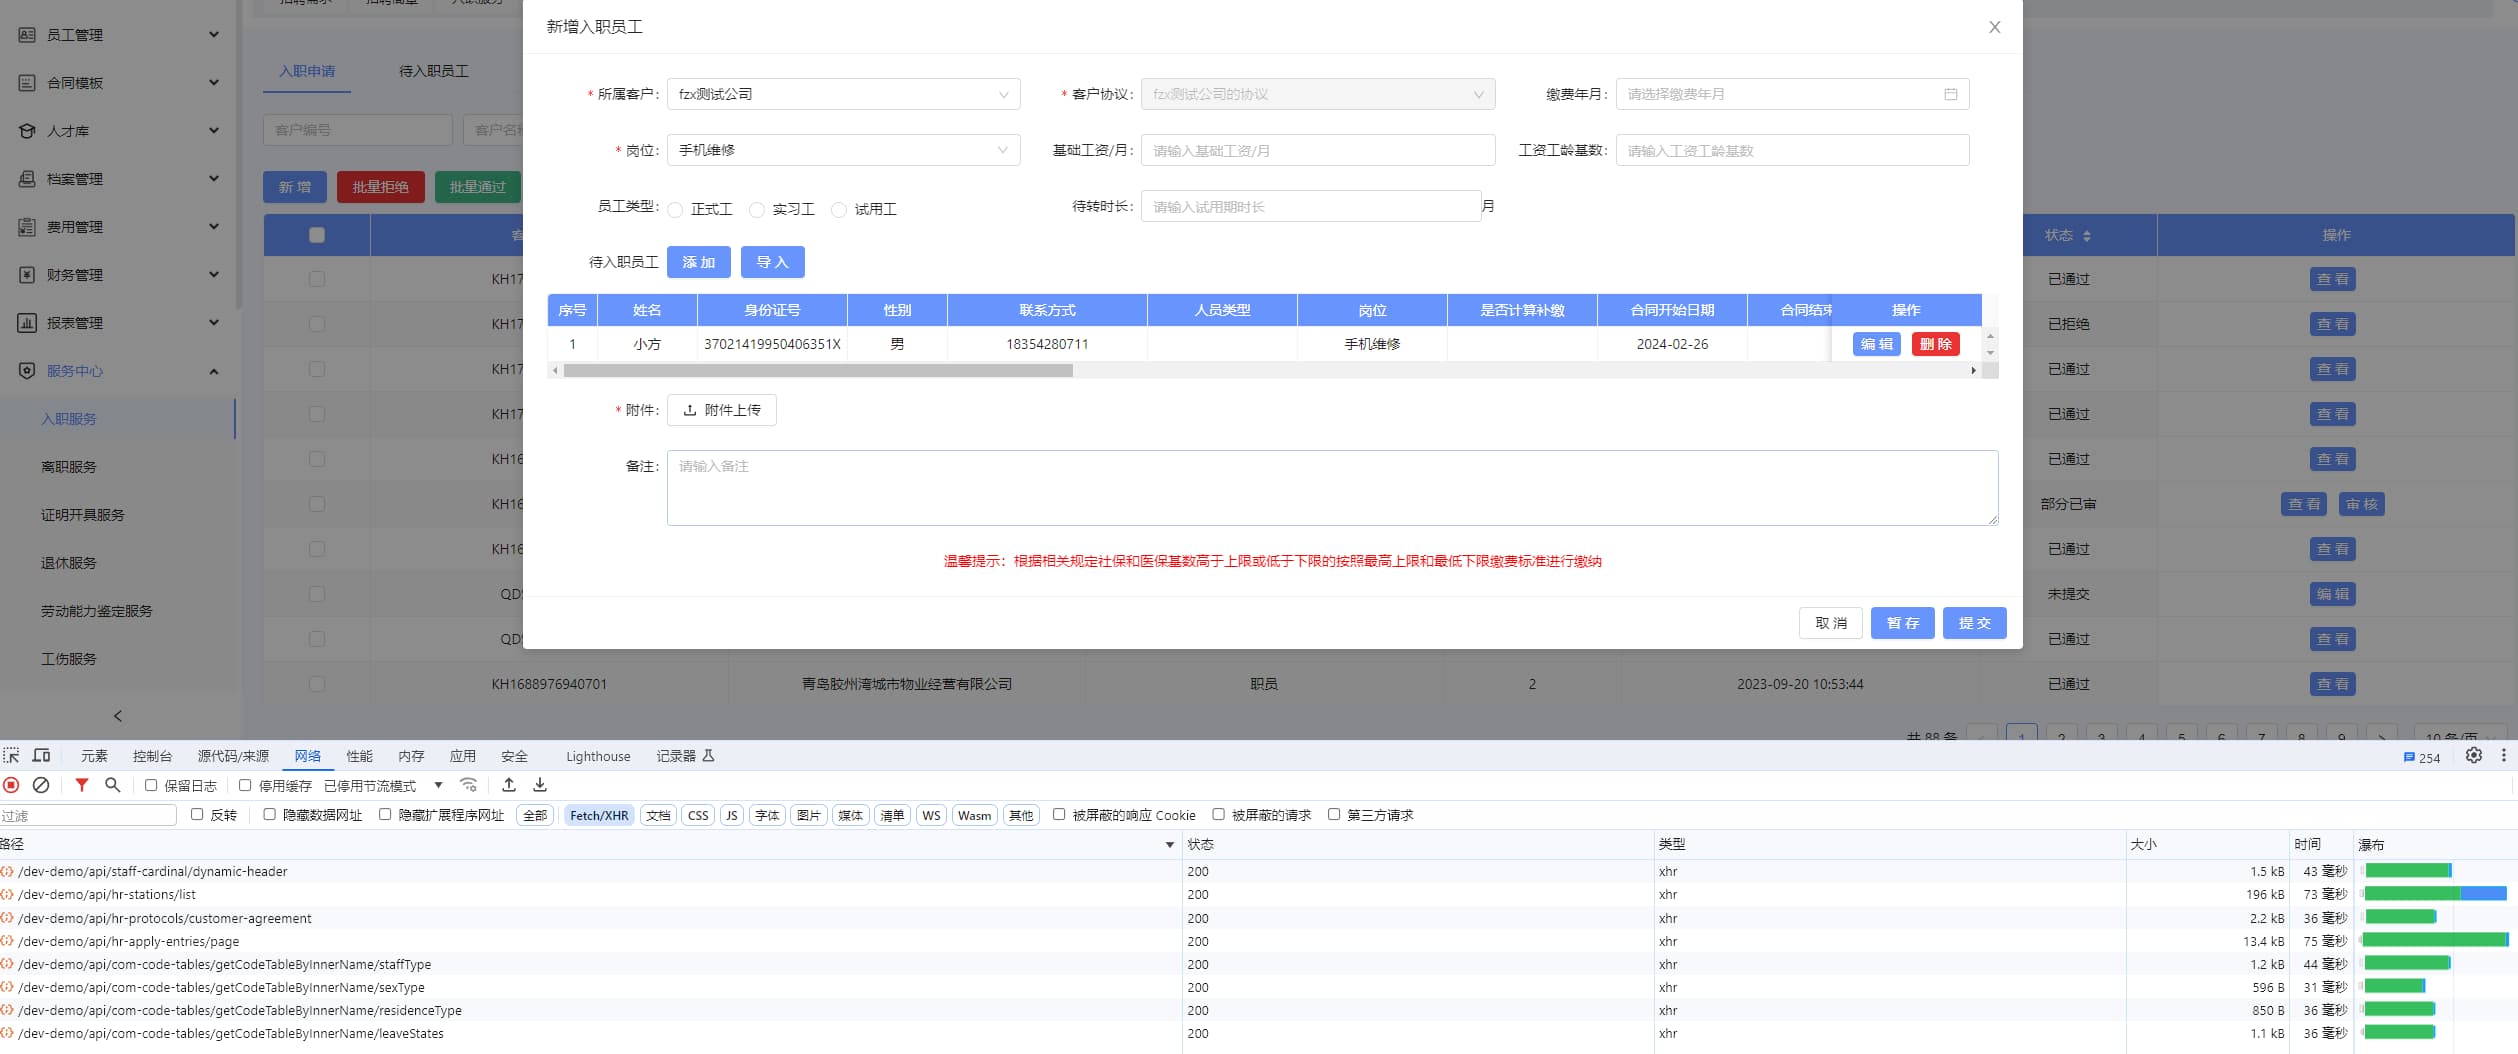 员工管理
合同模板
人才库
档案管理
费用管理
财务管理
报表管理
服务中心
入职服务
离职服务
证明开具服务
退休服务
劳动能力鉴定服务
工伤服务
入职申请 待入职员工
客户编号
新 增 批量拒绝 批量通过
新增入职员工
* 所属客户: fzx测试公司 * 客户协议: fzx测试公司的协议 缴费年月: 请选择缴费年月
* 岗位: 手机维修 基础工资/月: 请输入基础工资/月 工资工龄基数: 请输入工资工龄基数
员工类型: 正式工 实习工 试用工 待转时长: 请输入试用期时长 月
待入职员工 添 加 导 入
序号 姓名 身份证号 性别 联系方式 人员类型 岗位 是否计算补缴 合同开始日期 合同结束 操作
1 小方 37021419950406351X 男 18354280711 手机维修 2024-02-26 编 辑 删 除
* 附件: 附件上传
备注: 请输入备注
温馨提示：根据相关规定社保和医保基数高于上限或低于下限的按照最高上限和最低下限缴费标准进行缴纳
取 消 暂 存 提 交
状态 操作
KH17 已通过 查 看
KH17 已拒绝 查 看
KH17 已通过 查 看
KH17 已通过 查 看
KH16 已通过 查 看
KH16 部分已审 查 看 审 核
KH16 已通过 查 看
QDS 未提交 编 辑
QDS 已通过 查 看
KH1688976940701 青岛胶州湾城市物业经营有限公司 职员 2 2023-09-20 10:53:44 已通过 查 看
共 88 条 1 2 3 4 5 6 7 8 9 10 条/页
元素 控制台 源代码/来源 网络 性能 内存 应用 安全 Lighthouse 记录器 254
保留日志 停用缓存 已停用节流模式
过滤 反转 隐藏数据网址 隐藏扩展程序网址 全部 Fetch/XHR 文档 CSS JS 字体 图片 媒体 清单 WS Wasm 其他 被屏蔽的响应 Cookie 被屏蔽的请求 第三方请求
路径 状态 类型 大小 时间 瀑布
/dev-demo/api/staff-cardinal/dynamic-header 200 xhr 1.5 kB 43 毫秒
/dev-demo/api/hr-stations/list 200 xhr 196 kB 73 毫秒
/dev-demo/api/hr-protocols/customer-agreement 200 xhr 2.2 kB 36 毫秒
/dev-demo/api/hr-apply-entries/page 200 xhr 13.4 kB 75 毫秒
/dev-demo/api/com-code-tables/getCodeTableByInnerName/staffType 200 xhr 1.2 kB 44 毫秒
/dev-demo/api/com-code-tables/getCodeTableByInnerName/sexType 200 xhr 596 B 31 毫秒
/dev-demo/api/com-code-tables/getCodeTableByInnerName/residenceType 200 xhr 850 B 36 毫秒
/dev-demo/api/com-code-tables/getCodeTableByInnerName/leaveStates 200 xhr 1.1 kB 36 毫秒